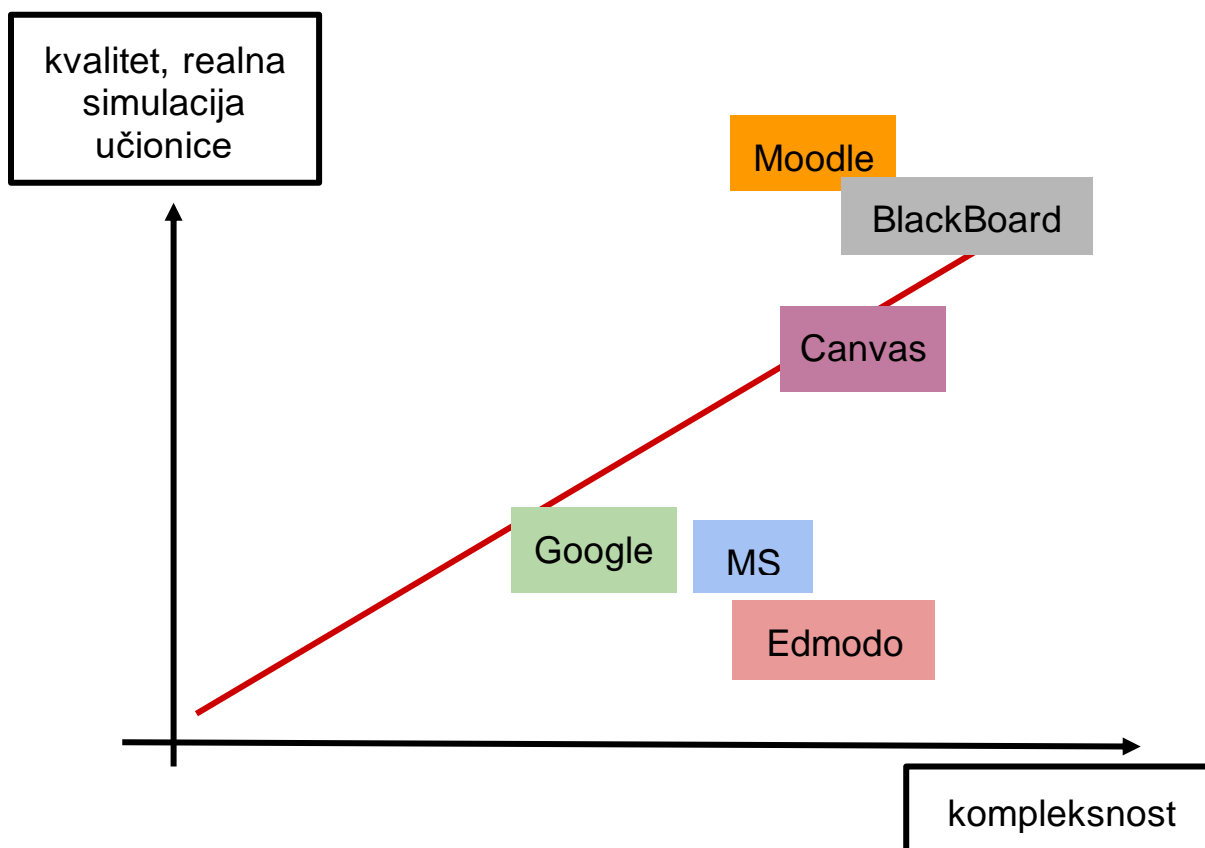 kvalitet, realna
simulacija
učionice
Moodle
BlackBoard
Canvas
Google
MS
Edmodo
kompleksnost